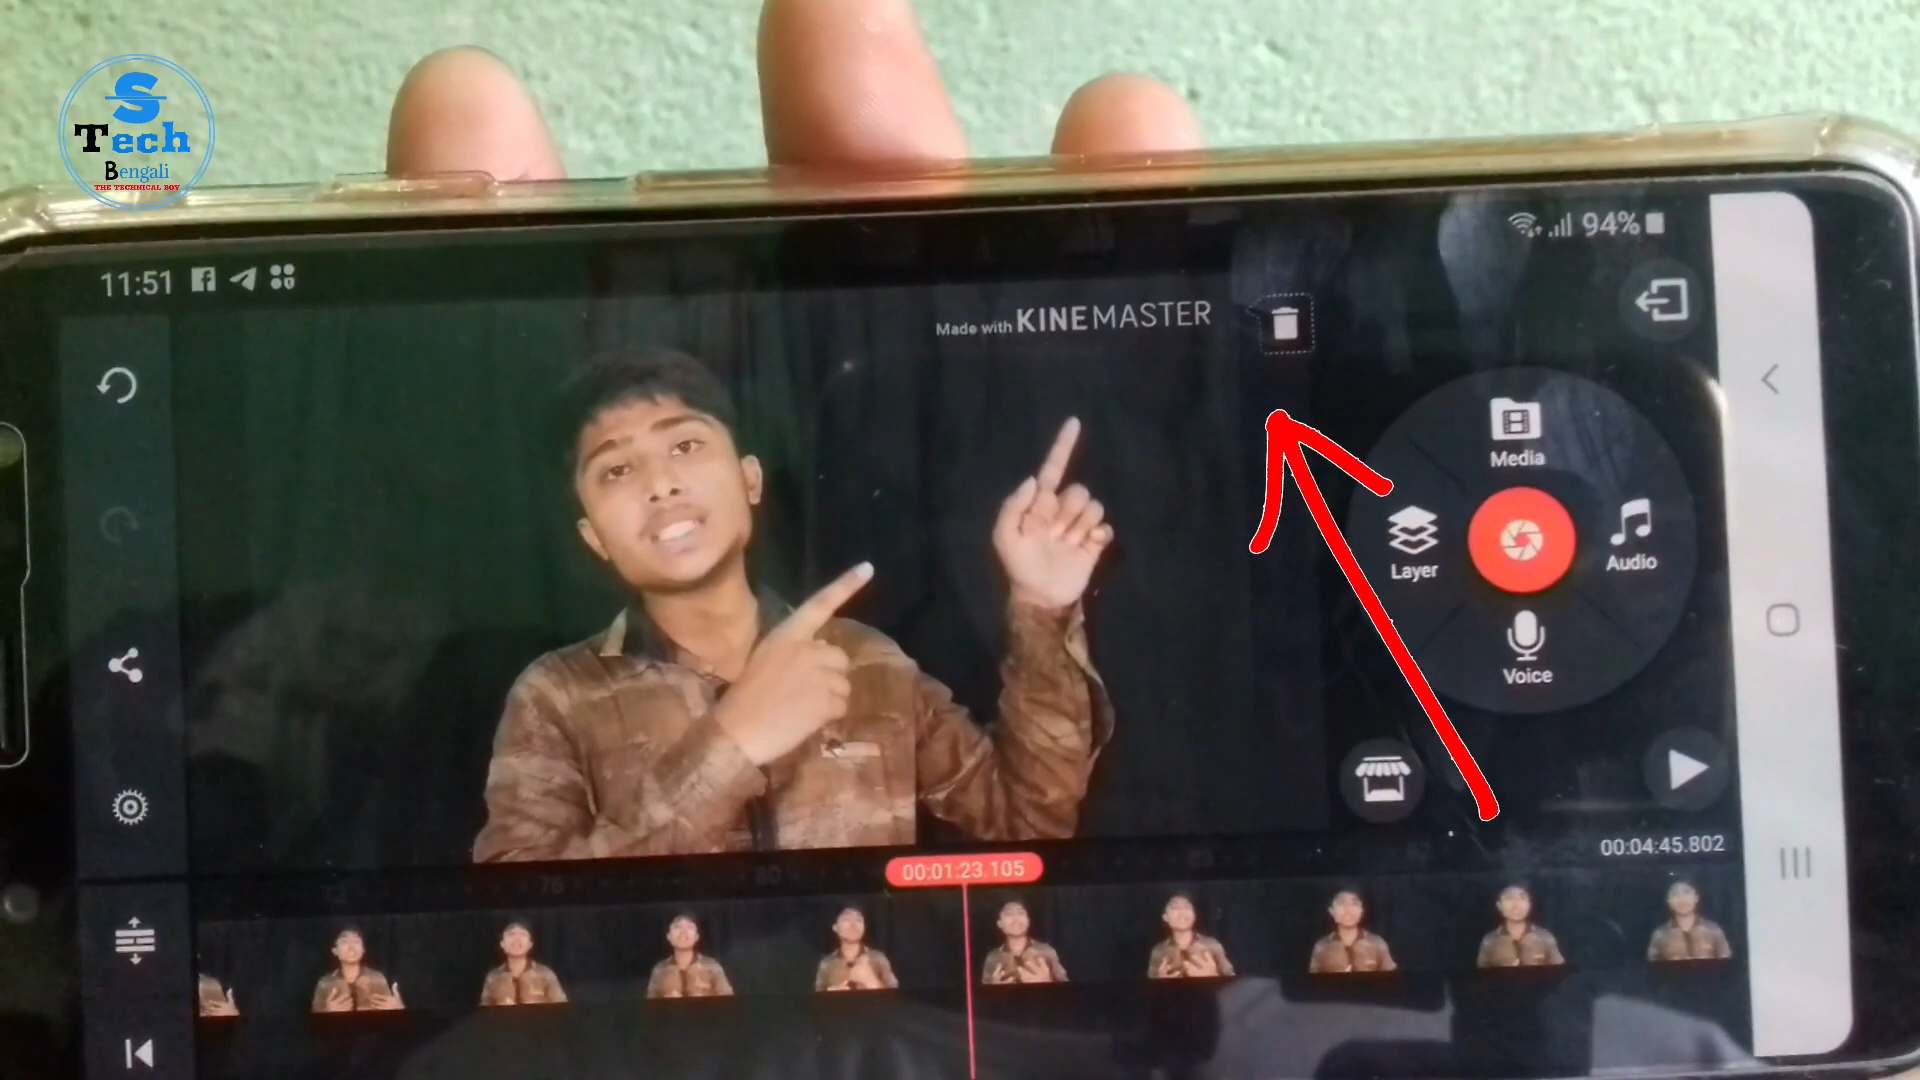 S
Tech
Bengali
THE TECHNICAL BOY
11:51
94%
Made with KINEMASTER
Media
Layer
Audio
Voice
00:04:45.802
00:01:23.105